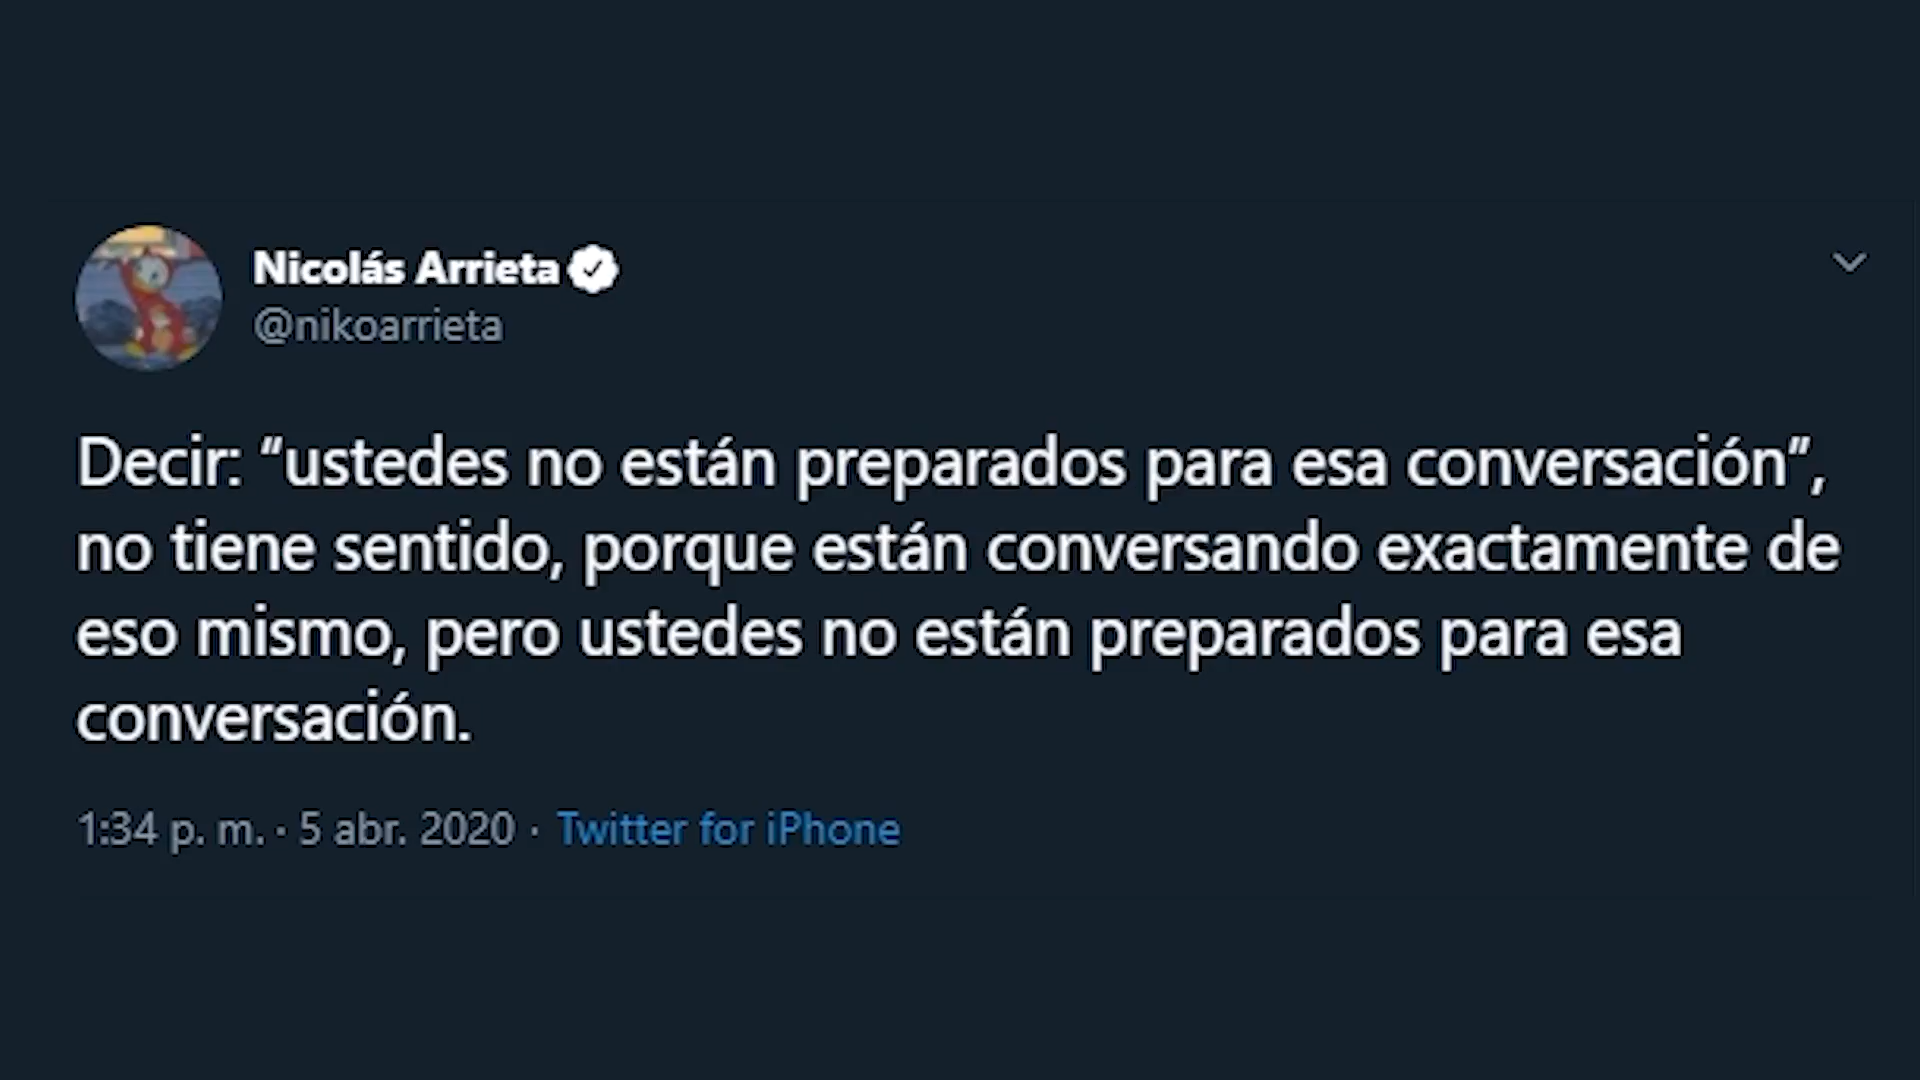 Nicolás Arrieta
@nikoarrieta
Decir: “ustedes no están preparados para esa conversación”,
no tiene sentido, porque están conversando exactamente de
eso mismo, pero ustedes no están preparados para esa
conversación.
1:34 p. m. · 5 abr. 2020 · Twitter for iPhone